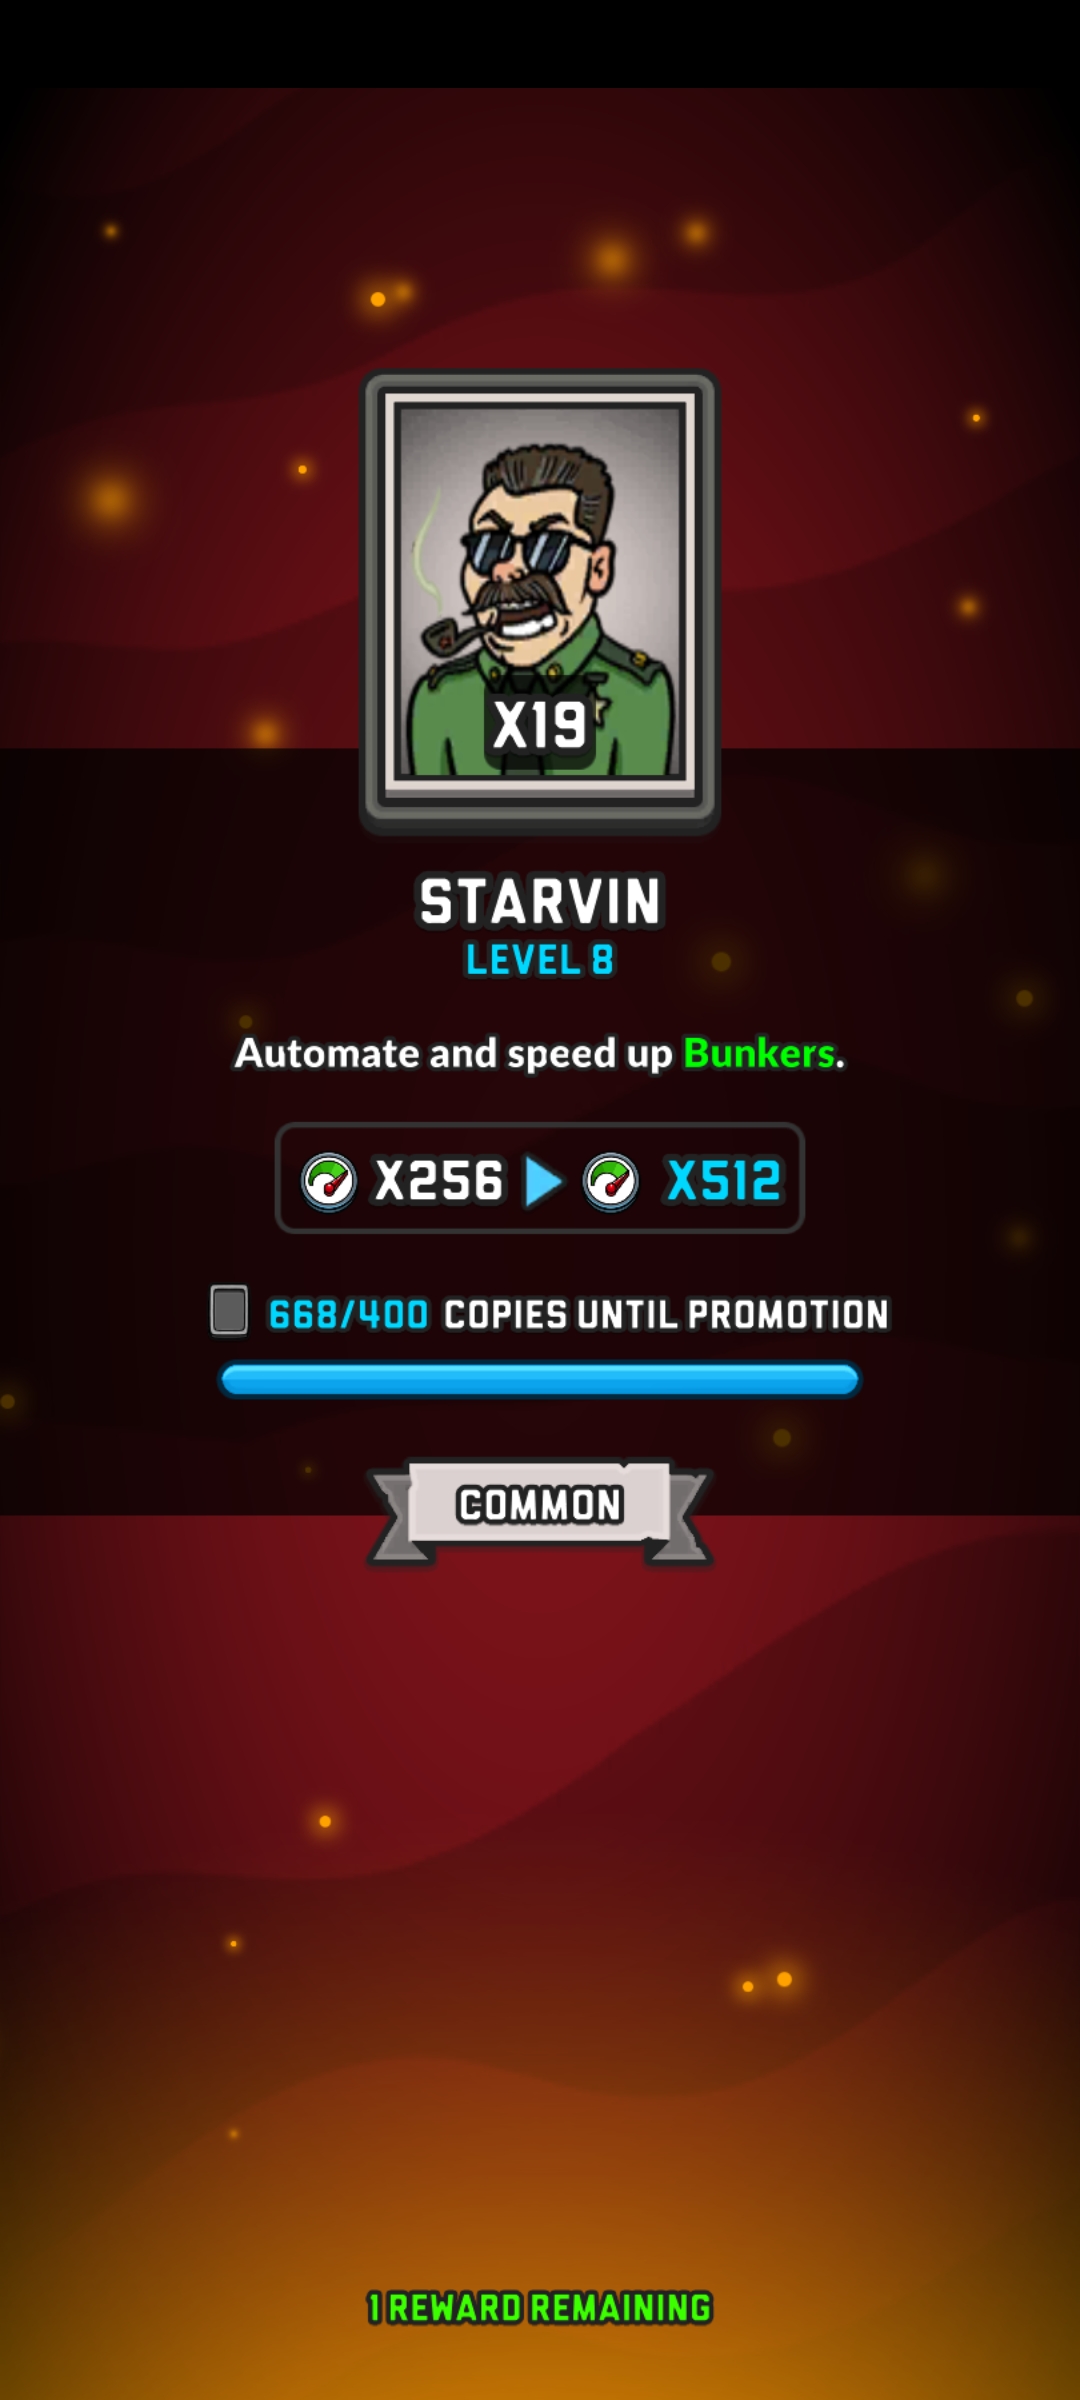 X19
STARVIN
LEVEL 8
Automate and speed up Bunkers.
X256 X512
668/400 COPIES UNTIL PROMOTION
COMMON
1 REWARD REMAINING